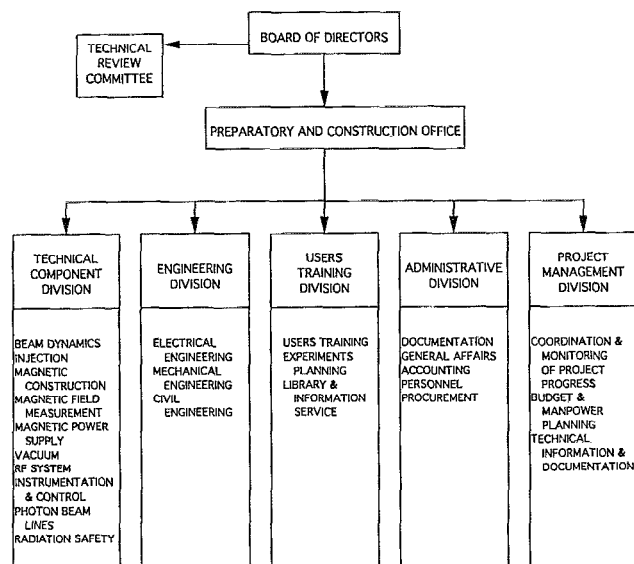 BOARD OF DIRECTORS
TECHNICAL
REVIEW
COMMITTEE
PREPARATORY AND CONSTRUCTION OFFICE
TECHNICAL
COMPONENT
DIVISION
BEAM DYNAMICS
INJECTION
MAGNETIC
CONSTRUCTION
MAGNETIC FIELD
MEASUREMENT
MAGNETIC POWER
SUPPLY
VACUUM
RF SYSTEM
INSTRUMENTATION
& CONTROL
PHOTON BEAM
LINES
RADIATION SAFETY
ENGINEERING
DIVISION
ELECTRICAL
ENGINEERING
MECHANICAL
ENGINEERING
CIVIL
ENGINEERING
USERS
TRAINING
DIVISION
USERS TRAINING
EXPERIMENTS
PLANNING
LIBRARY &
INFORMATION
SERVICE
ADMINISTRATIVE
DIVISION
DOCUMENTATION
GENERAL AFFAIRS
ACCOUNTING
PERSONNEL
PROCUREMENT
PROJECT
MANAGEMENT
DIVISION
COORDINATION &
MONITORING
OF PROJECT
PROGRESS
BUDGET &
MANPOWER
PLANNING
TECHNICAL
INFORMATION &
DOCUMENTATION